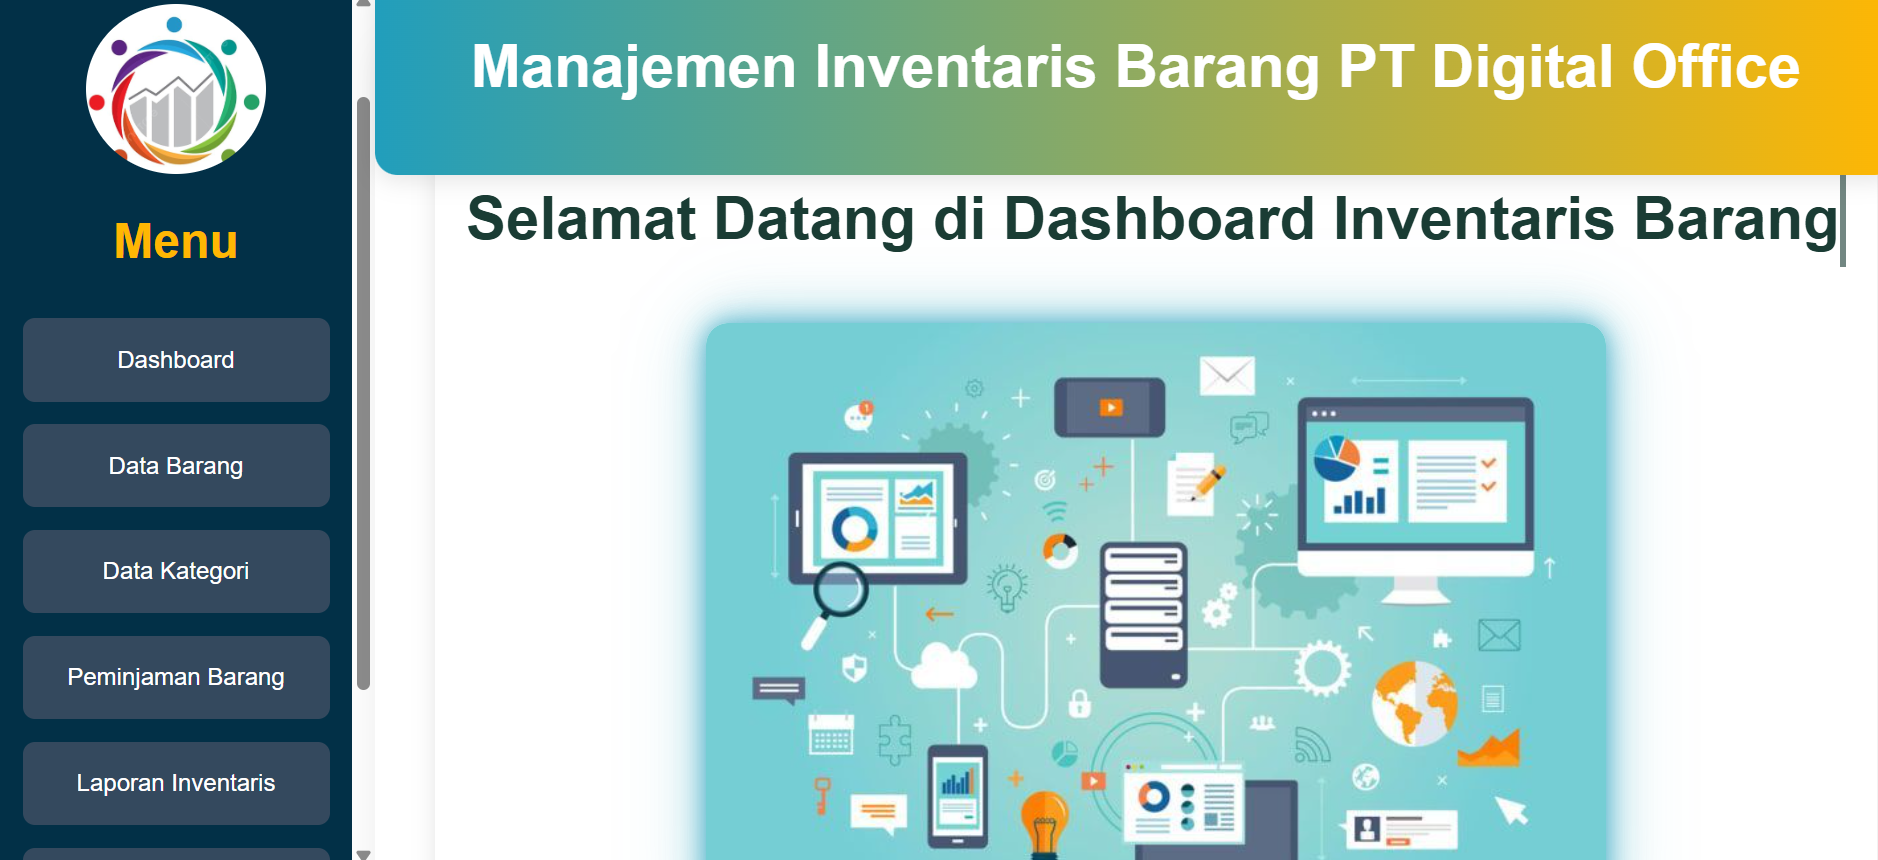 Manajemen Inventaris Barang PT Digital Office
Menu
Dashboard
Data Barang
Data Kategori
Peminjaman Barang
Laporan Inventaris
Selamat Datang di Dashboard Inventaris Barang
1